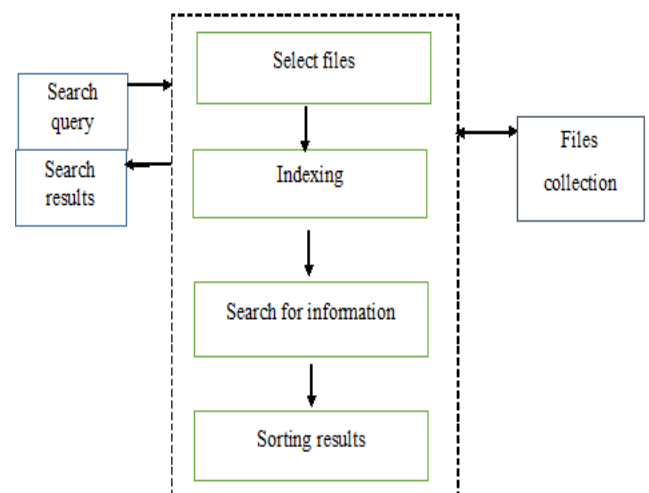 Select files
Search
query
Search
results
Indexing
Files
collection
Search for information
Sorting results